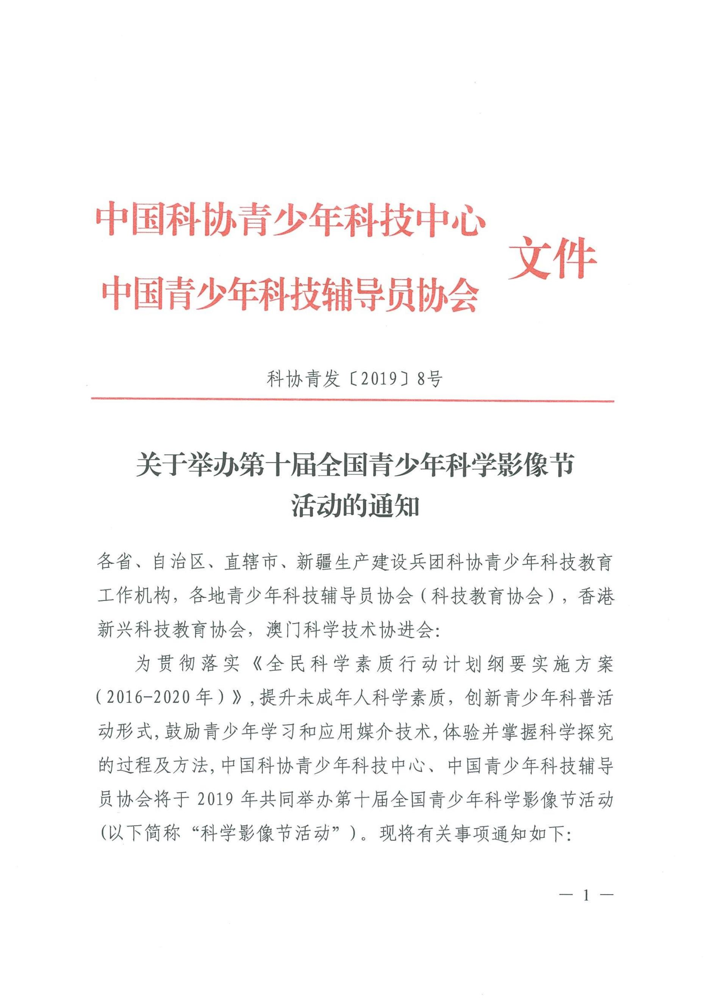 中国科协青少年科技中心
中国青少年科技辅导员协会
文件
科协青发〔2019〕8号
关于举办第十届全国青少年科学影像节
活动的通知
各省、自治区、直辖市、新疆生产建设兵团科协青少年科技教育
工作机构，各地青少年科技辅导员协会（科技教育协会），香港
新兴科技教育协会，澳门科学技术协进会：
为贯彻落实《全民科学素质行动计划纲要实施方案
（2016-2020 年）》,提升未成年人科学素质，创新青少年科普活
动形式,鼓励青少年学习和应用媒介技术,体验并掌握科学探究
的过程及方法,中国科协青少年科技中心、中国青少年科技辅导
员协会将于 2019 年共同举办第十届全国青少年科学影像节活动
(以下简称“科学影像节活动”)。现将有关事项通知如下：
— 1 —